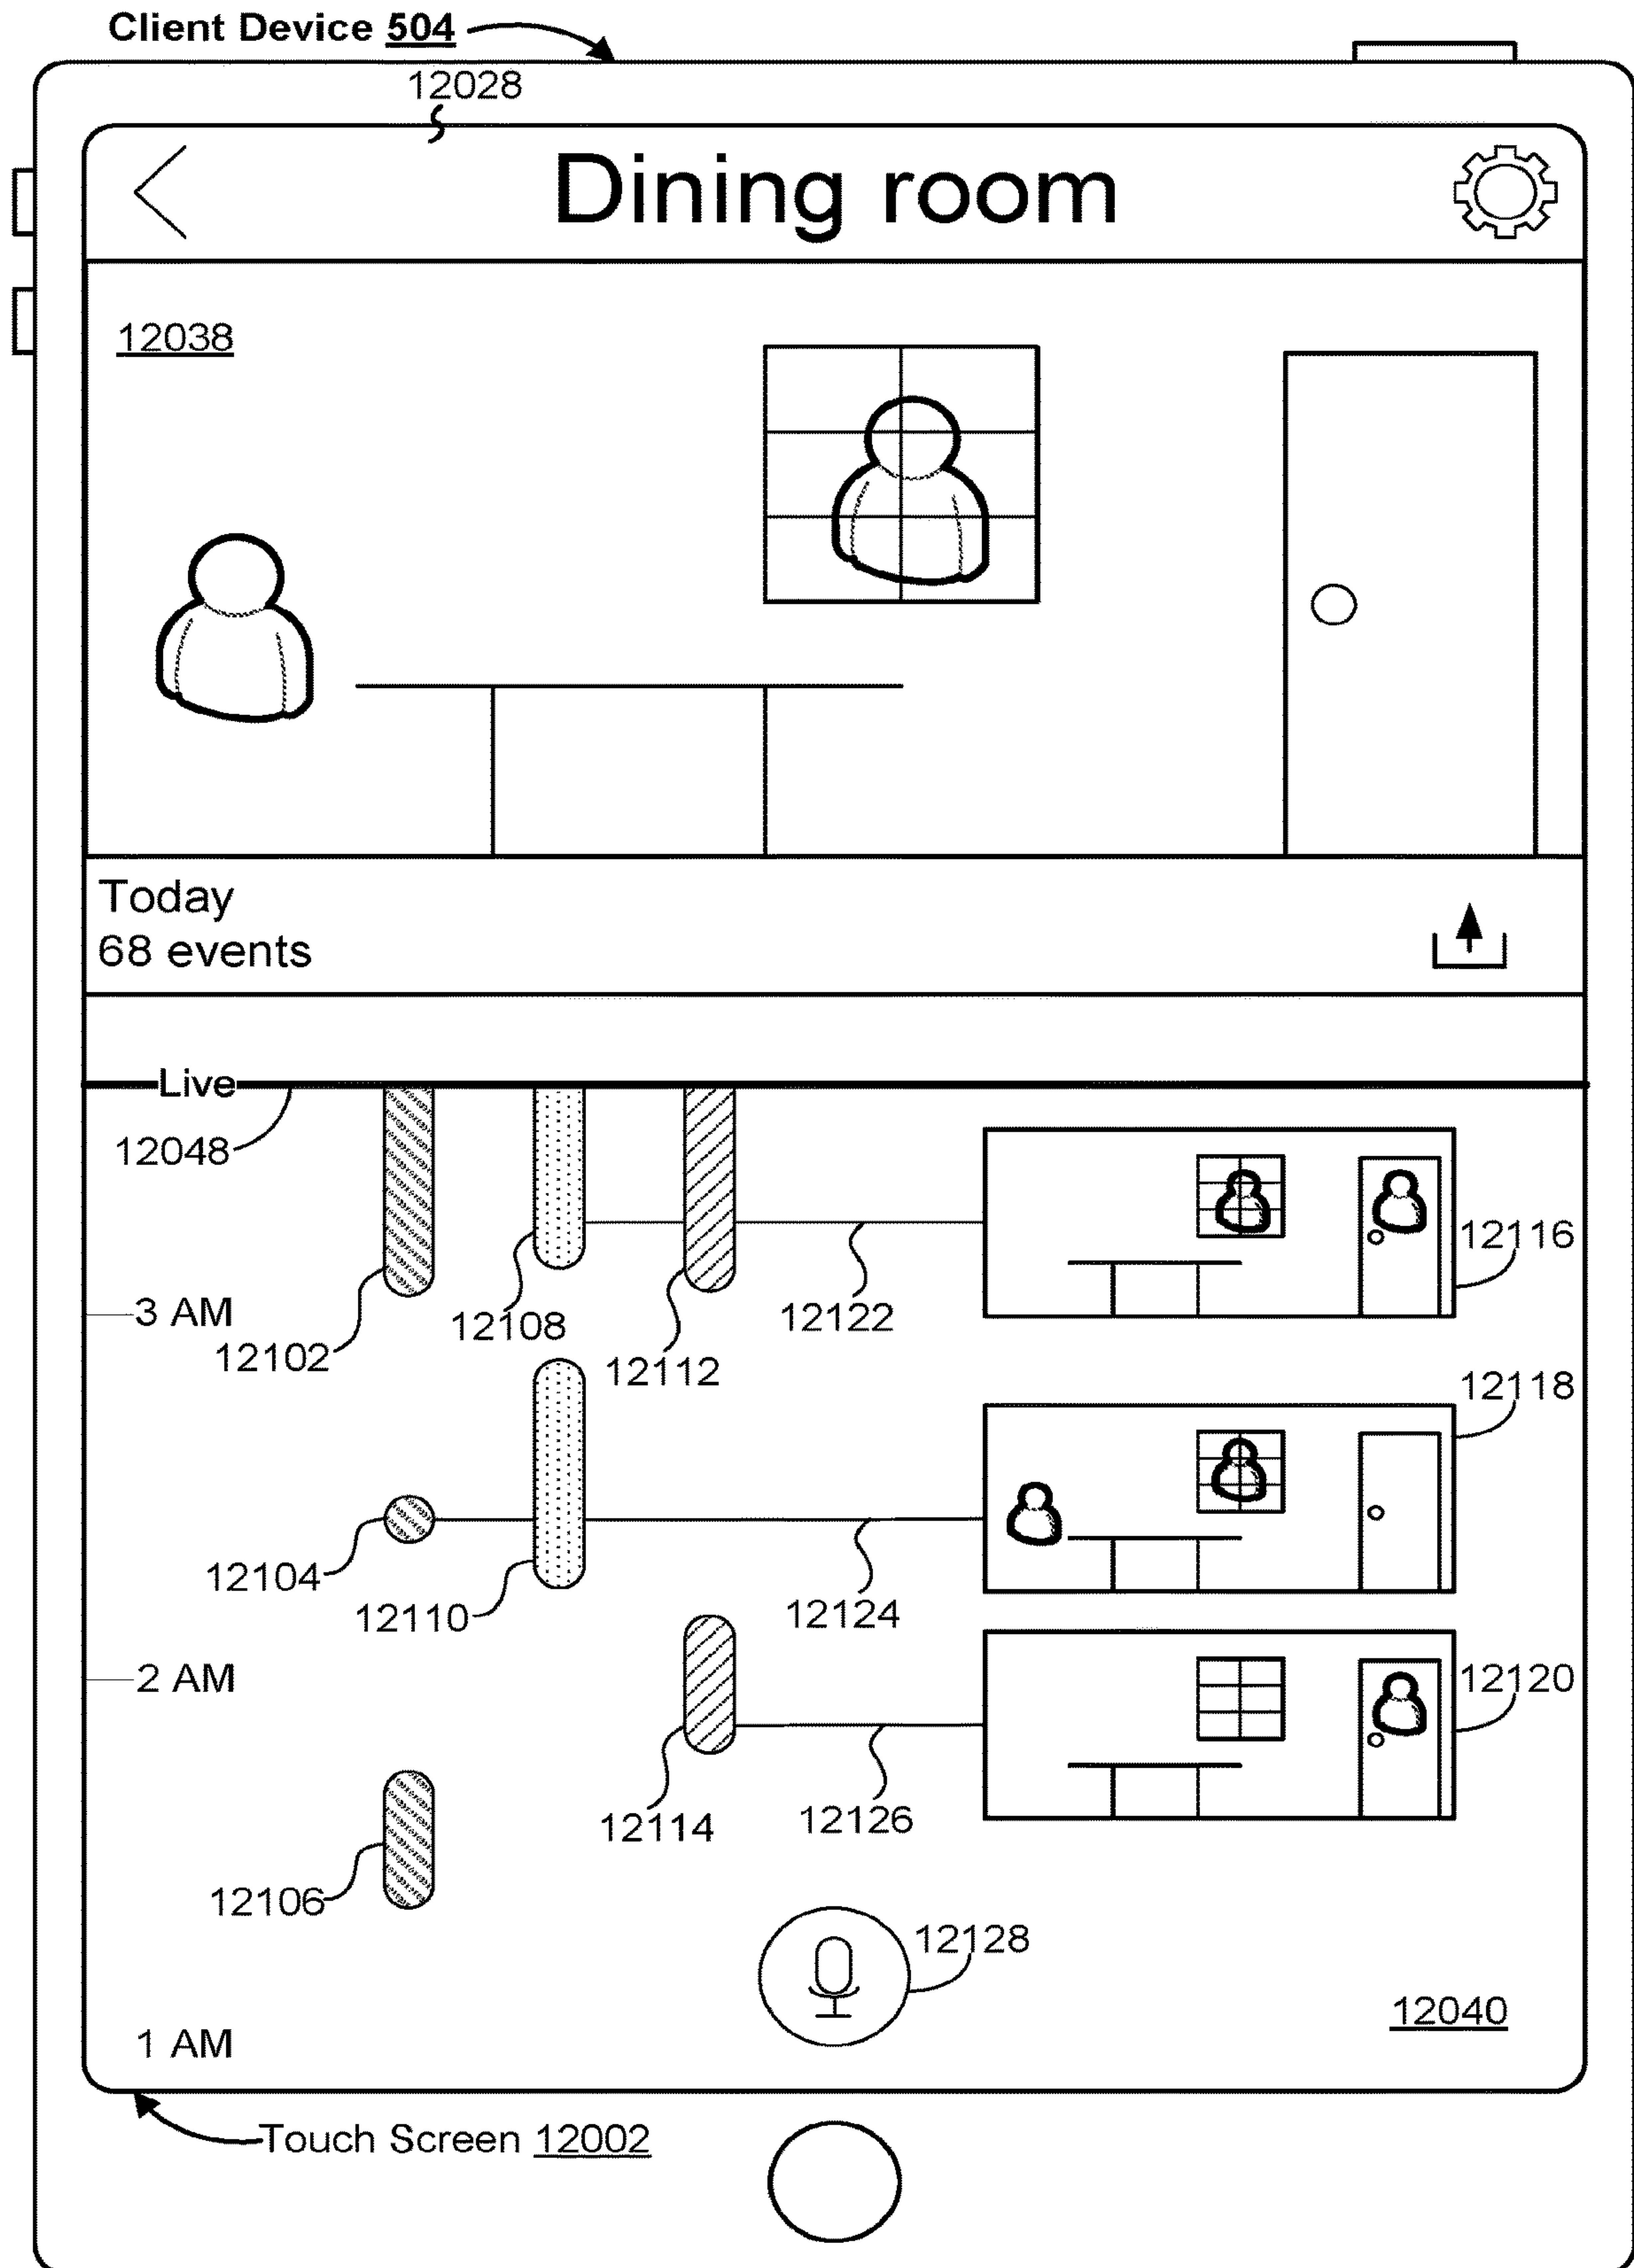 Client Device 504
12028
Dining room
12038
Today
68 events
Live
12048
12116
3 AM
12108
12122
12102
12112
12118
12104
12110
12124
2 AM
12120
12114
12126
12106
12128
12040
1 AM
Touch Screen 12002